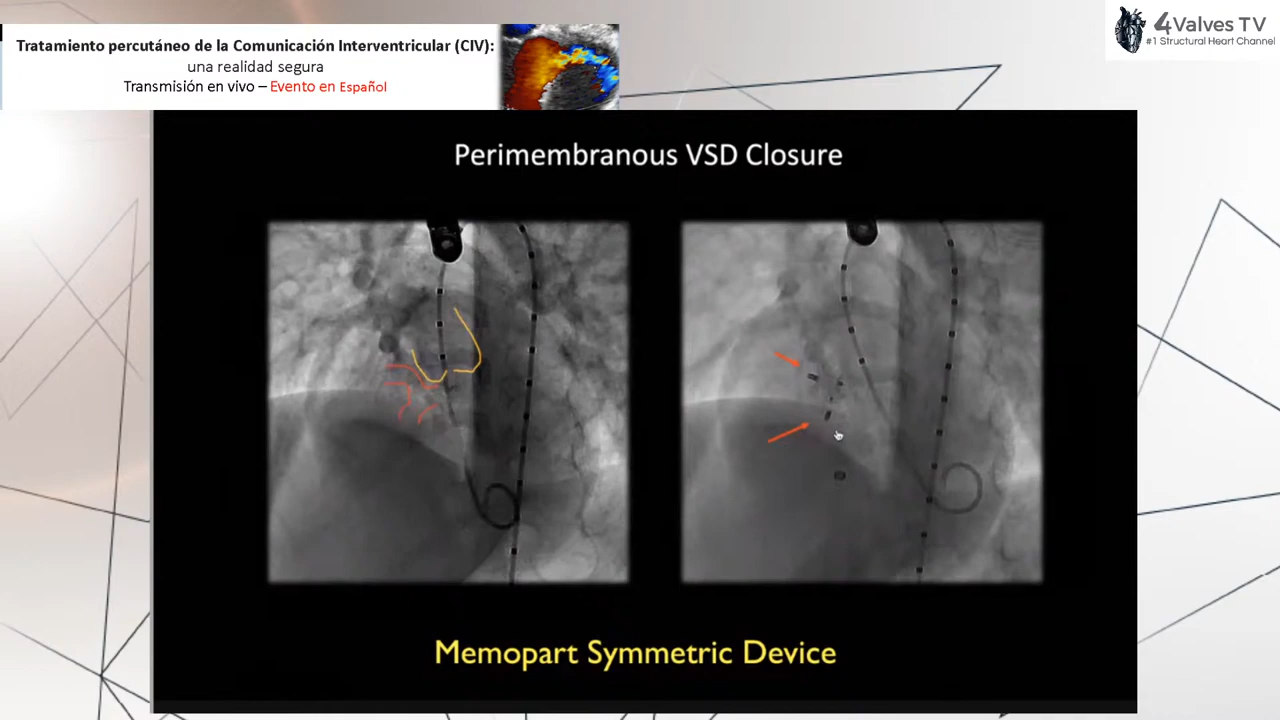 Tratamiento percutáneo de la Comunicación Interventricular (CIV):
una realidad segura
Transmisión en vivo – Evento en Español
4Valves TV
#1 Structural Heart Channel
Perimembranous VSD Closure
Memopart Symmetric Device